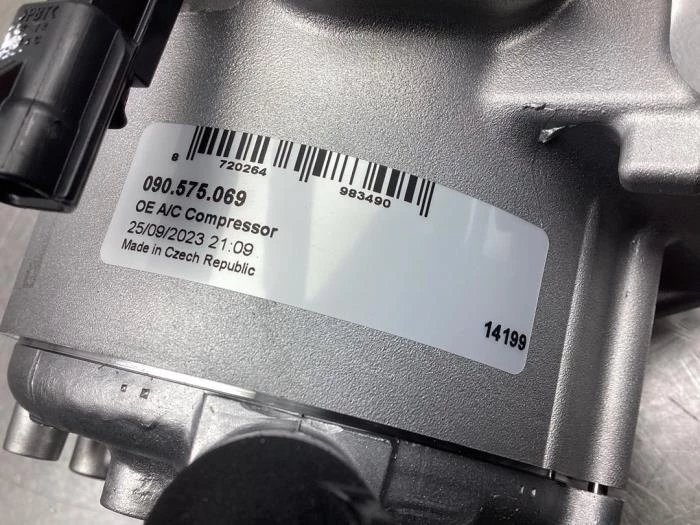 8 720264 983490
090.575.069
OE A/C Compressor
25/09/2023 21:09
Made in Czech Republic
14199